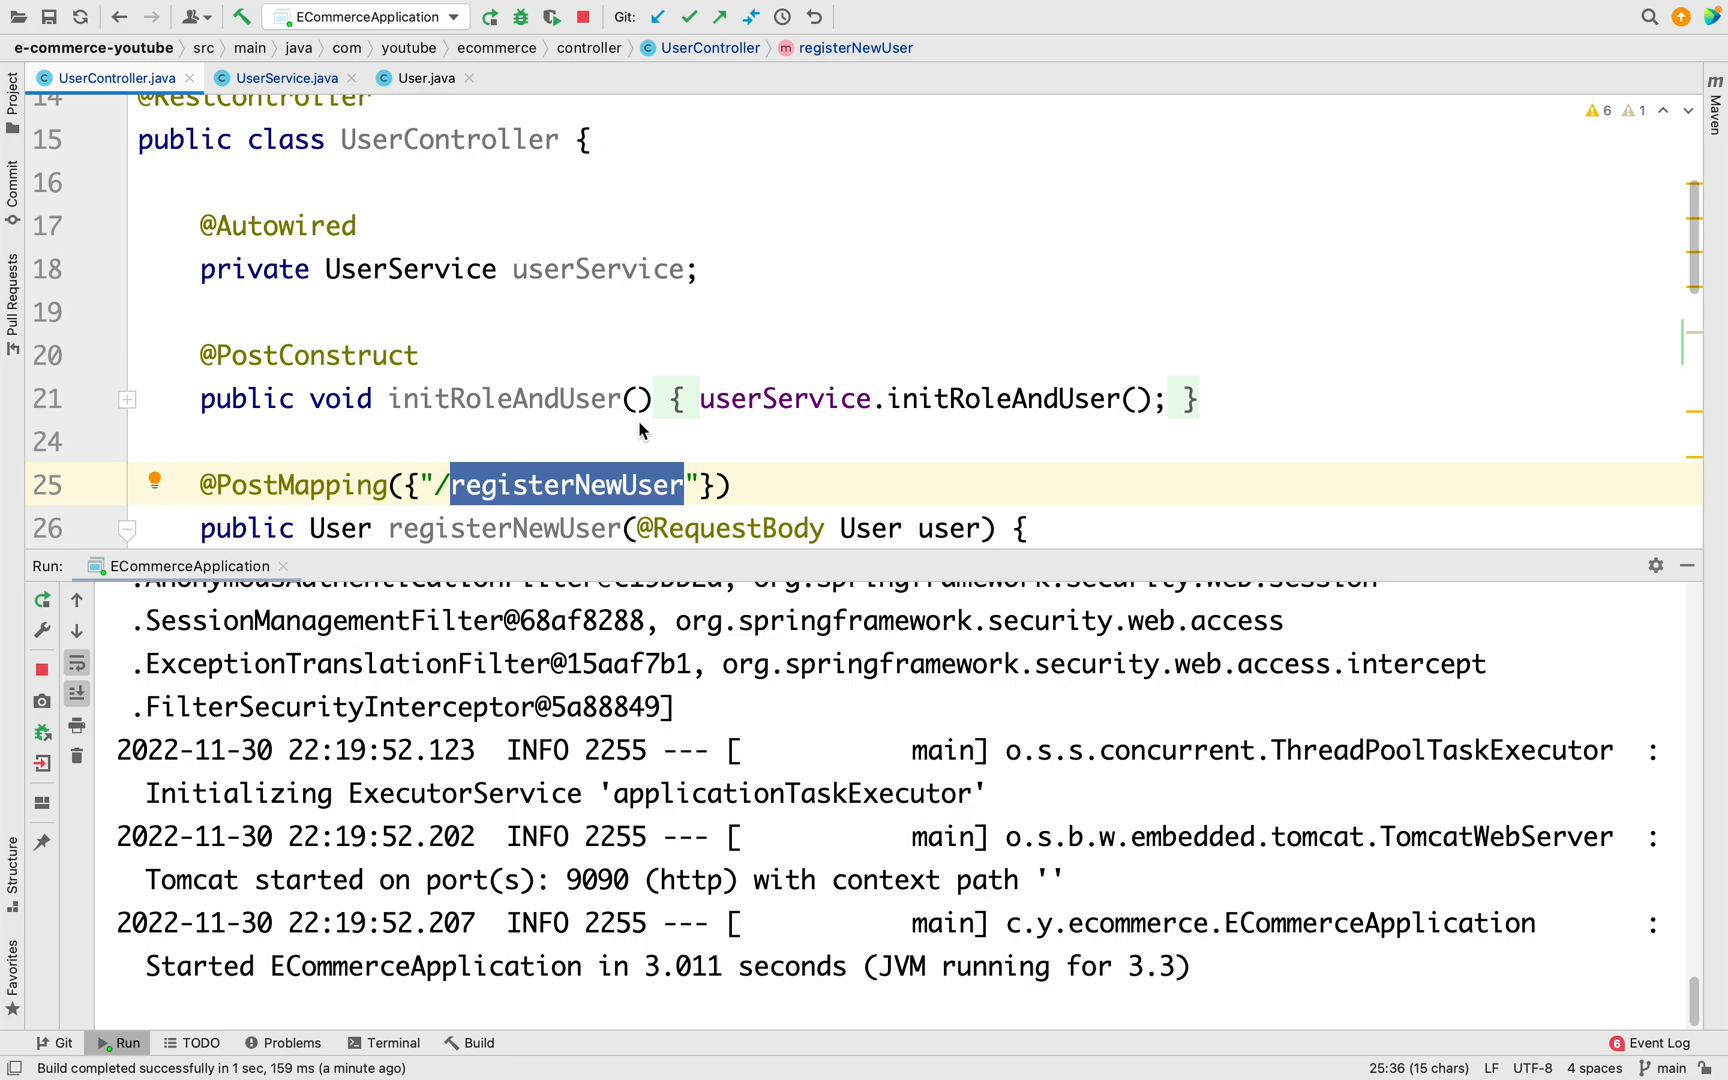 ECommerceApplication Git:
e-commerce-youtube src main java com youtube ecommerce controller UserController registerNewUser
UserController.java UserService.java User.java
Project
Commit
Pull Requests
Structure
Favorites
m
Maven
6 1
14 @RestController
15 public class UserController {
16
17 @Autowired
18 private UserService userService;
19
20 @PostConstruct
21 public void initRoleAndUser() { userService.initRoleAndUser(); }
24
25 @PostMapping({"/registerNewUser"})
26 public User registerNewUser(@RequestBody User user) {
Run: ECommerceApplication
.SessionManagementFilter@68af8288, org.springframework.security.web.access
.ExceptionTranslationFilter@15aaf7b1, org.springframework.security.web.access.intercept
.FilterSecurityInterceptor@5a88849]
2022-11-30 22:19:52.123 INFO 2255 --- [ main] o.s.s.concurrent.ThreadPoolTaskExecutor :
Initializing ExecutorService 'applicationTaskExecutor'
2022-11-30 22:19:52.202 INFO 2255 --- [ main] o.s.b.w.embedded.tomcat.TomcatWebServer :
Tomcat started on port(s): 9090 (http) with context path ''
2022-11-30 22:19:52.207 INFO 2255 --- [ main] c.y.ecommerce.ECommerceApplication :
Started ECommerceApplication in 3.011 seconds (JVM running for 3.3)
Git Run TODO Problems Terminal Build 6 Event Log
Build completed successfully in 1 sec, 159 ms (a minute ago) 25:36 (15 chars) LF UTF-8 4 spaces main